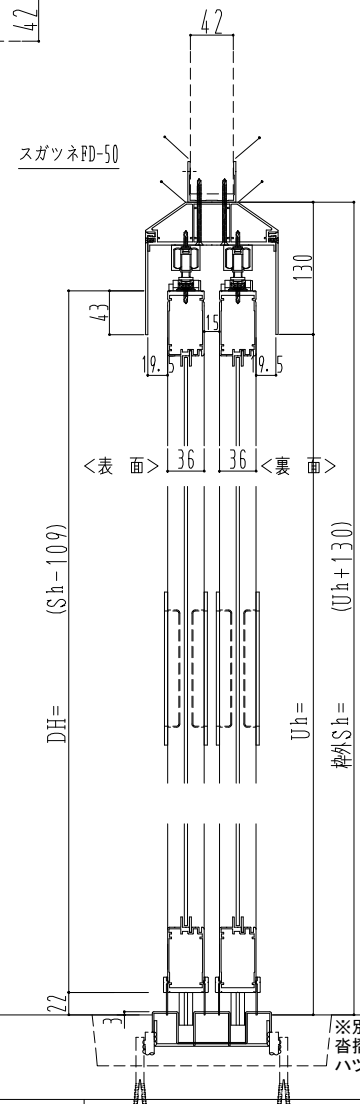 42
42
スガツネFD-50
130
43
15
19.5
19.5
<表 面>
36
36
<裏 面>
DH= (Sh-109)
Uh=
枠外Sh= (Uh+130)
22
3
※別
沓摺
ハツ